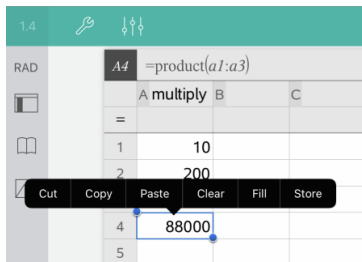 1.4
RAD
A4 =product(a1:a3)
A multiply B C
=
1 10
2 200
Cut Copy Paste Clear Fill Store
4 88000
5